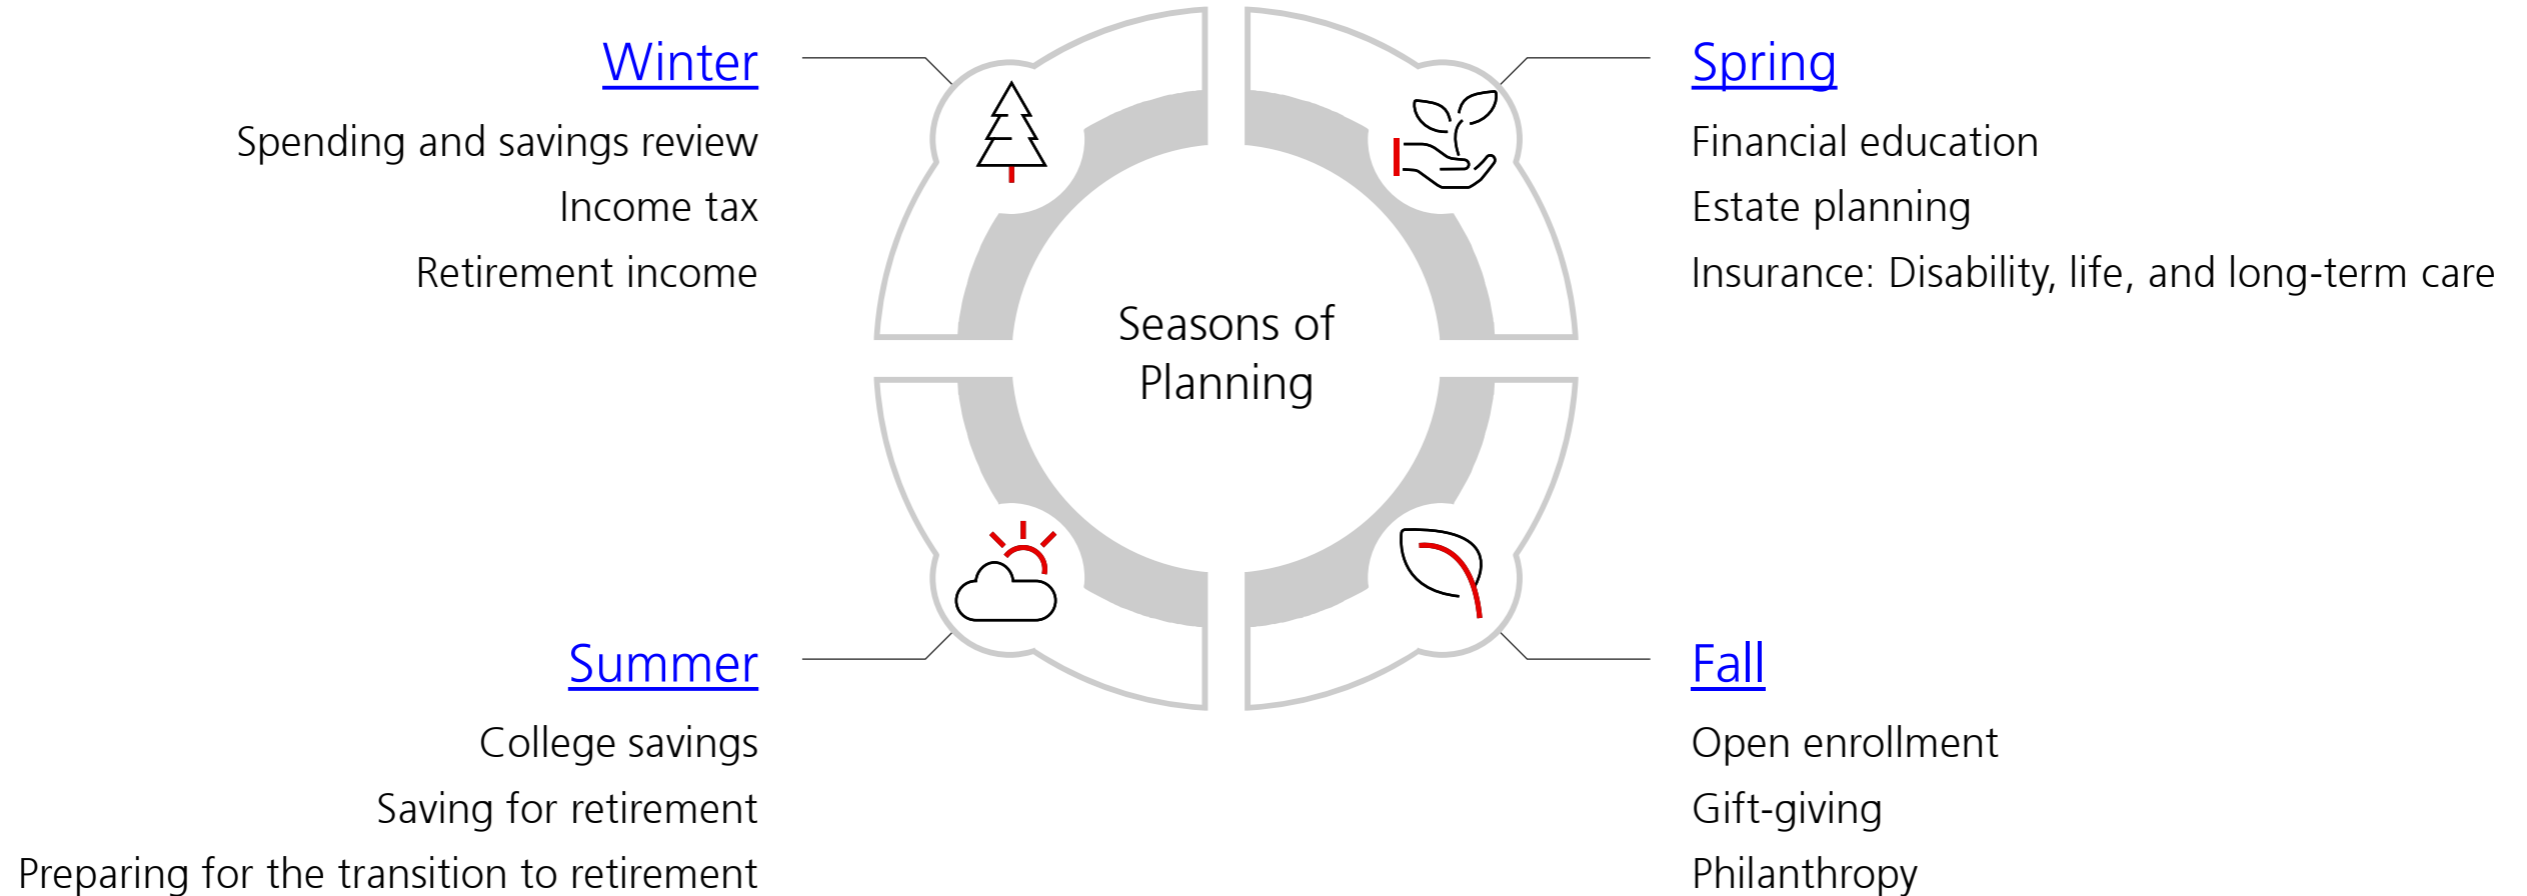 Winter
Spending and savings review
Income tax
Retirement income
Spring
Financial education
Estate planning
Insurance: Disability, life, and long-term care
Seasons of
Planning
Summer
College savings
Saving for retirement
Preparing for the transition to retirement
Fall
Open enrollment
Gift-giving
Philanthropy